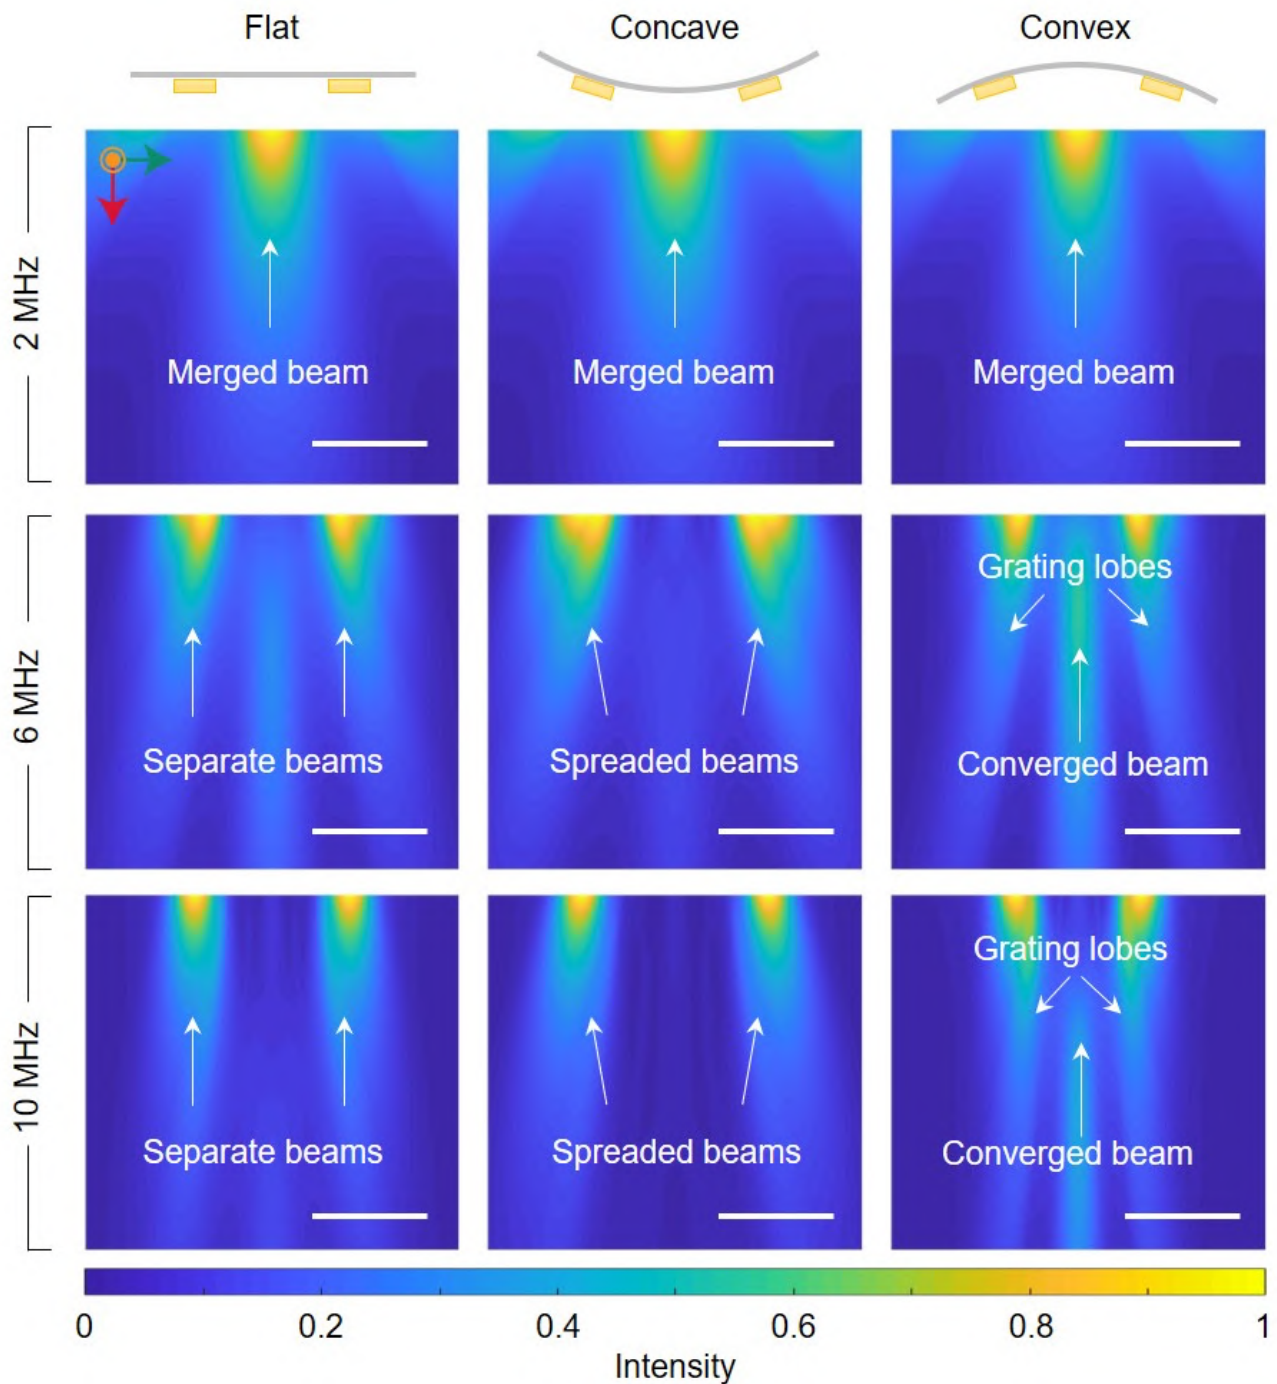 Flat
Concave
Convex
2 MHz
Merged beam
Merged beam
Merged beam
6 MHz
Separate beams
Spreaded beams
Grating lobes
Converged beam
10 MHz
Separate beams
Spreaded beams
Grating lobes
Converged beam
0
0.2
0.4
0.6
0.8
1
Intensity